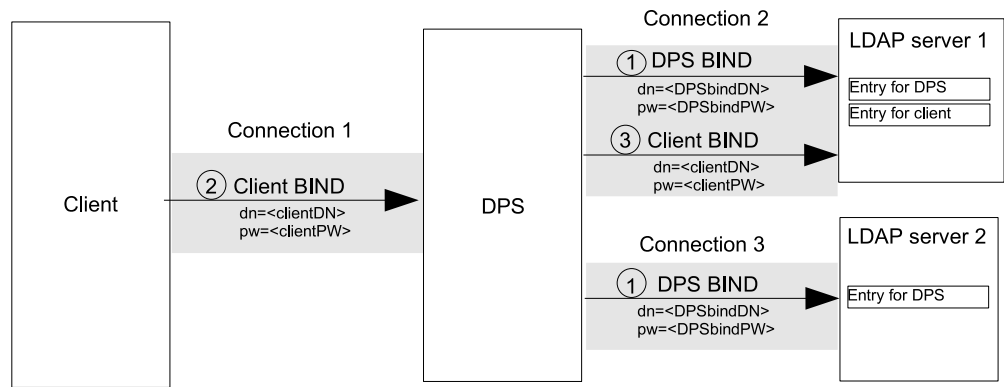 Client
Connection 1
2 Client BIND
dn=<clientDN>
pw=<clientPW>
DPS
Connection 2
1 DPS BIND
dn=<DPSbindDN>
pw=<DPSbindPW>
3 Client BIND
dn=<clientDN>
pw=<clientPW>
LDAP server 1
Entry for DPS
Entry for client
Connection 3
1 DPS BIND
dn=<DPSbindDN>
pw=<DPSbindPW>
LDAP server 2
Entry for DPS